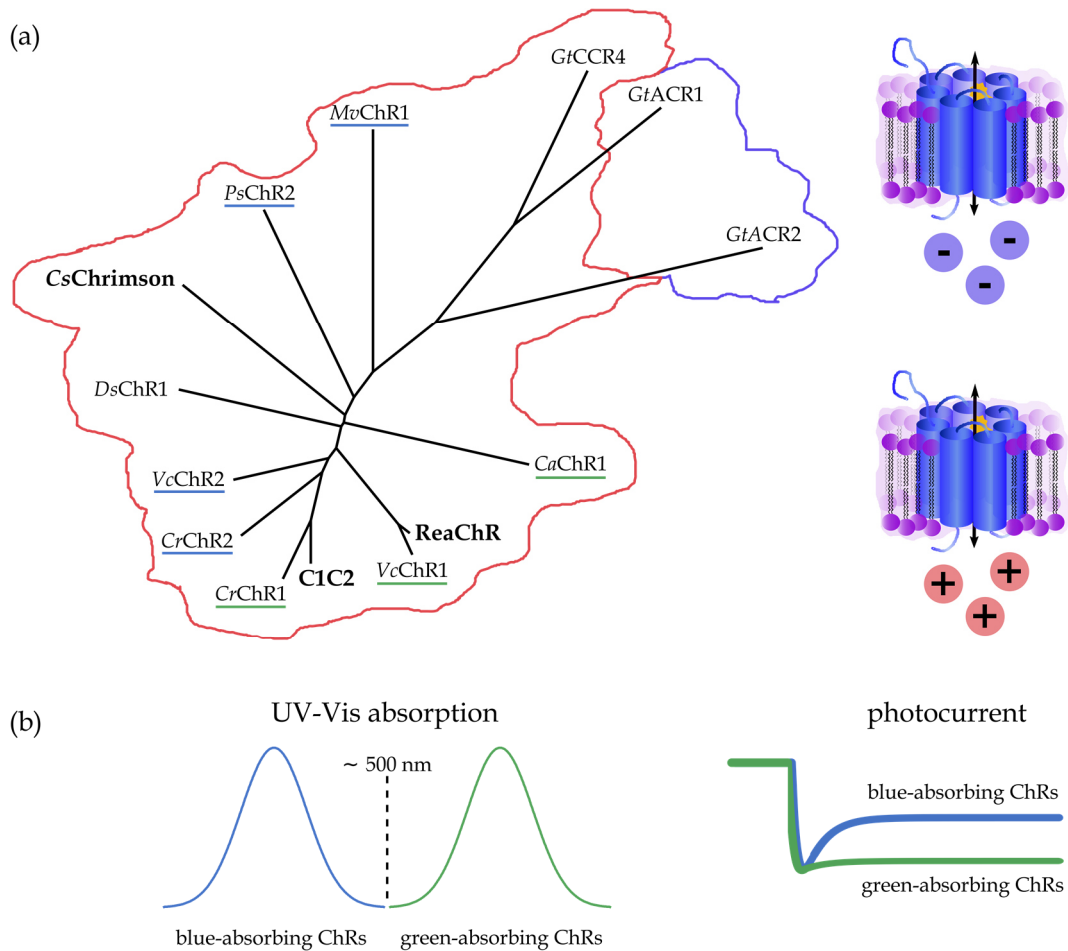 (a)
GtCCR4
GtACR1
MvChR1
PsChR2
GtACR2
CsChrimson
DsChR1
CaChR1
VcChR2
ReaChR
CrChR2
C1C2
VcChR1
CrChR1
-
-
-
+
+
+
(b)
UV-Vis absorption
photocurrent
~ 500 nm
blue-absorbing ChRs
green-absorbing ChRs
blue-absorbing ChRs
green-absorbing ChRs